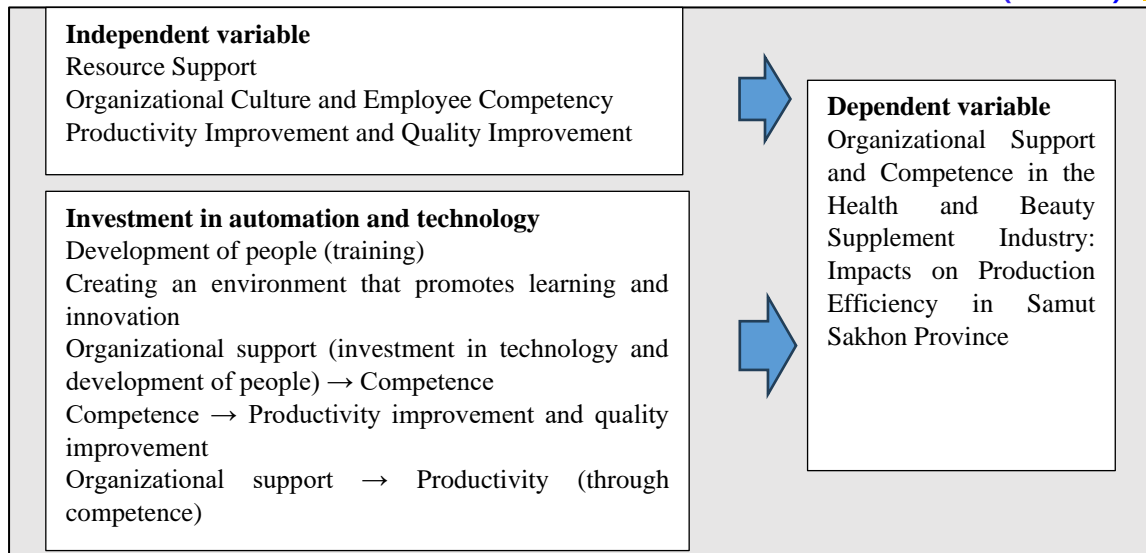 Independent variable
Resource Support
Organizational Culture and Employee Competency
Productivity Improvement and Quality Improvement
Investment in automation and technology
Development of people (training)
Creating an environment that promotes learning and
innovation
Organizational support (investment in technology and
development of people) → Competence
Competence → Productivity improvement and quality
improvement
Organizational support → Productivity (through
competence)
Dependent variable
Organizational Support
and Competence in the
Health and Beauty
Supplement Industry:
Impacts on Production
Efficiency in Samut
Sakhon Province